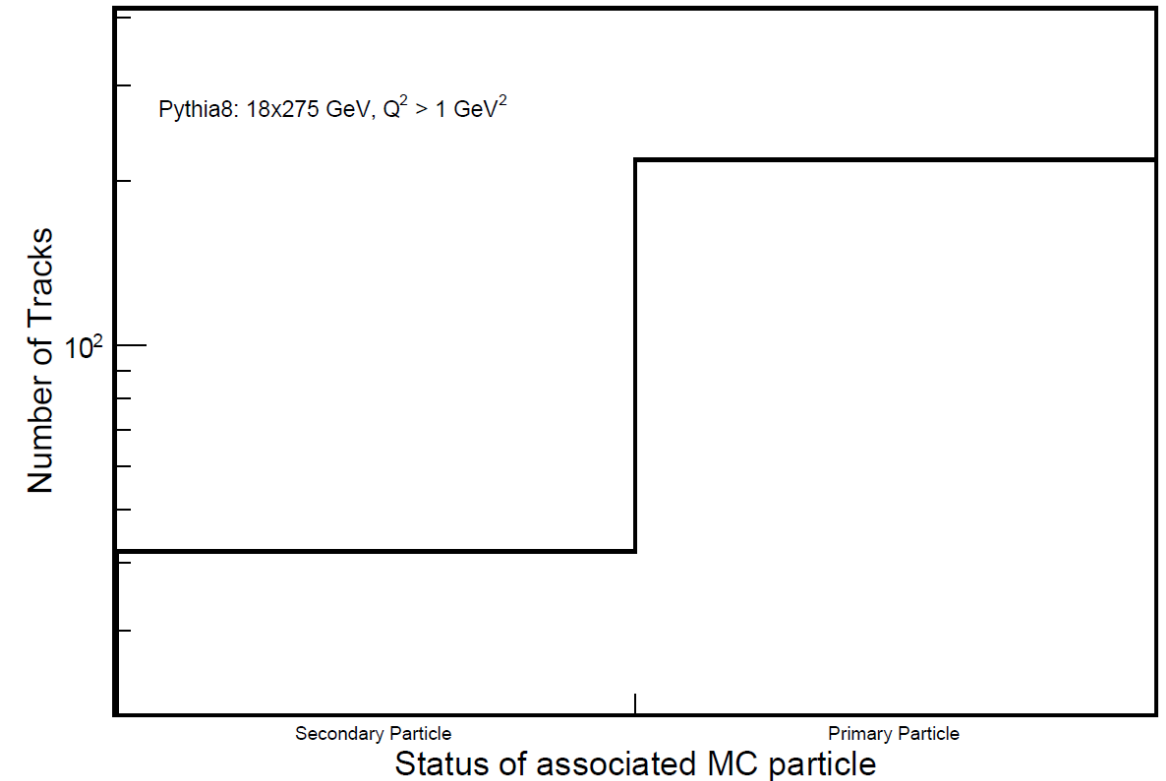 Pythia8: 18x275 GeV, Q² > 1 GeV²
Number of Tracks
10²
Secondary Particle Primary Particle
Status of associated MC particle